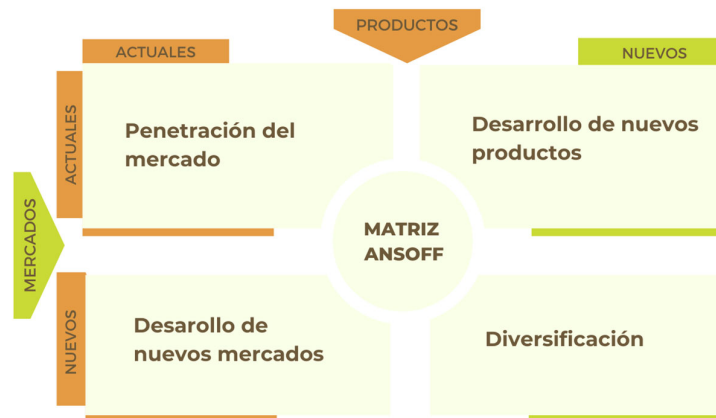 PRODUCTOS
ACTUALES
NUEVOS
ACTUALES
Penetración del
mercado
Desarrollo de nuevos
productos
MERCADOS
MATRIZ
ANSOFF
NUEVOS
Desarollo de
nuevos mercados
Diversificación